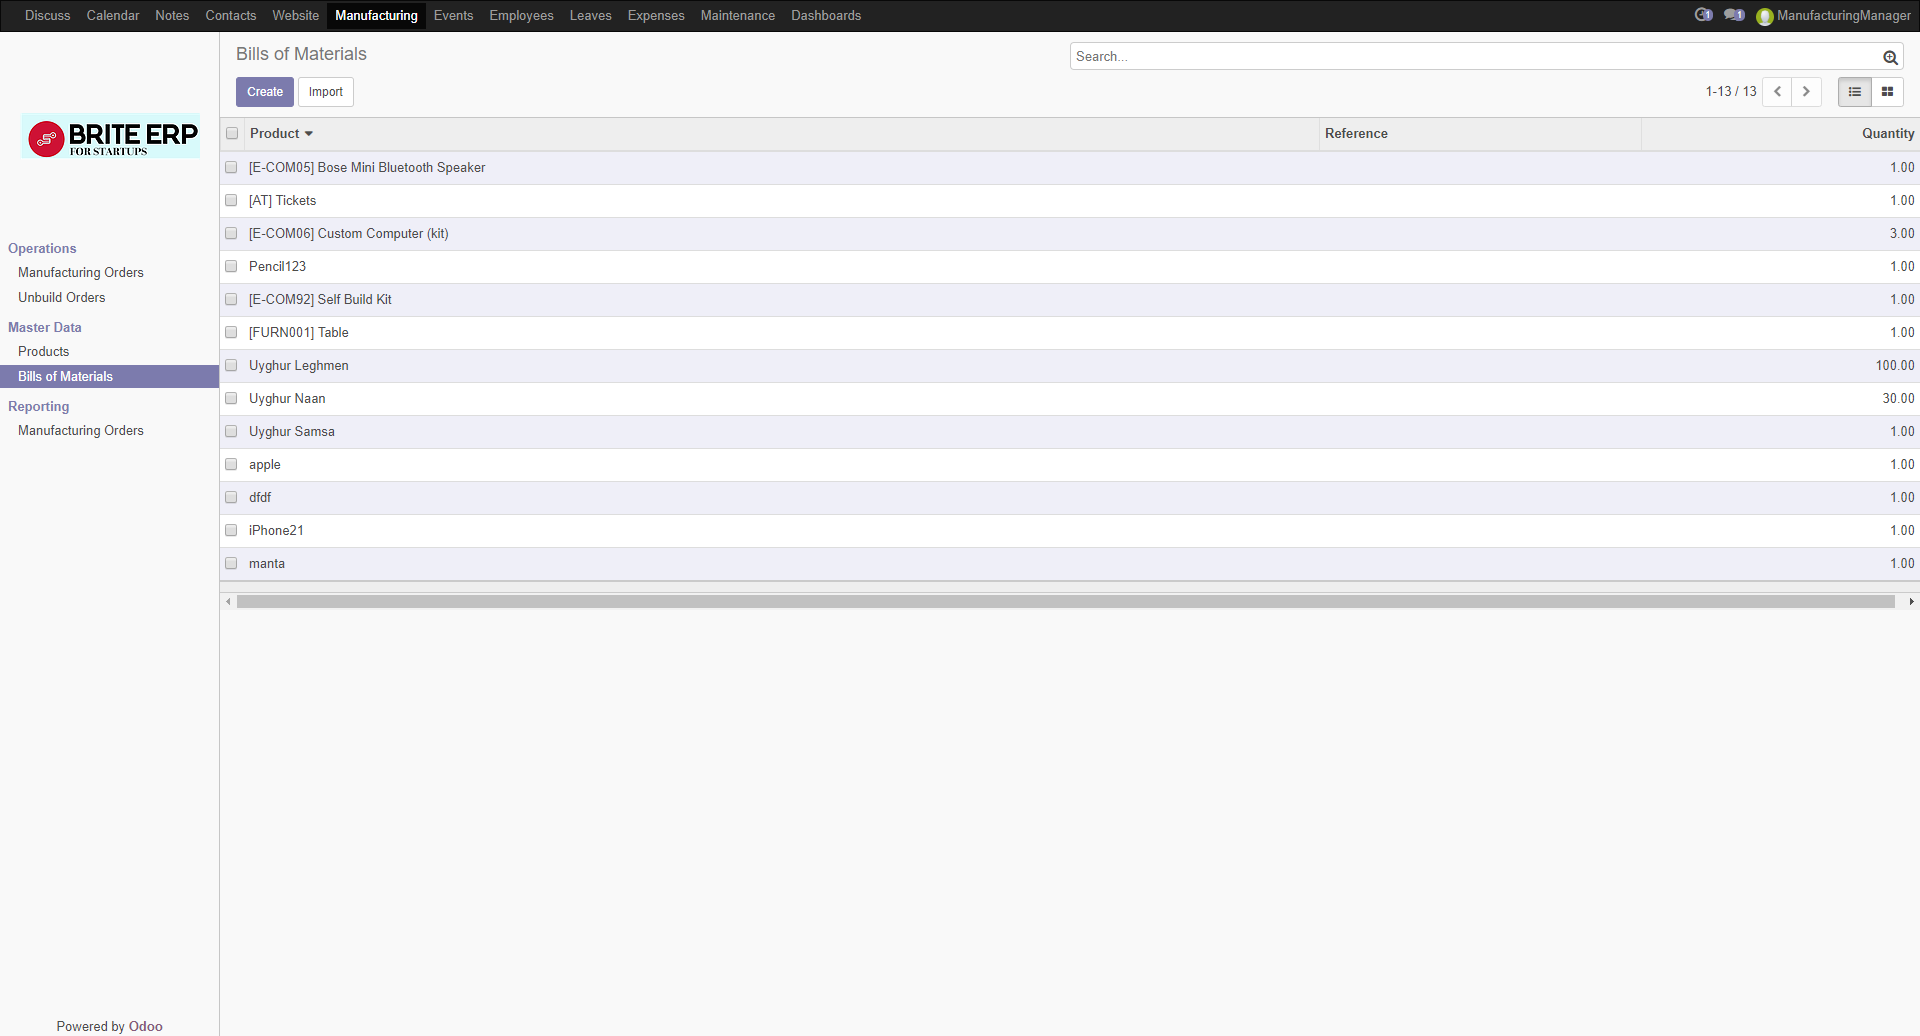 Discuss Calendar Notes Contacts Website Manufacturing Events Employees Leaves Expenses Maintenance Dashboards 1 1 ManufacturingManager
Bills of Materials
Search...
Create Import
1-13 / 13
BRITE ERP
FOR STARTUPS
Operations
Manufacturing Orders
Unbuild Orders
Master Data
Products
Bills of Materials
Reporting
Manufacturing Orders
Product Reference Quantity
[E-COM05] Bose Mini Bluetooth Speaker 1.00
[AT] Tickets 1.00
[E-COM06] Custom Computer (kit) 3.00
Pencil123 1.00
[E-COM92] Self Build Kit 1.00
[FURN001] Table 1.00
Uyghur Leghmen 100.00
Uyghur Naan 30.00
Uyghur Samsa 1.00
apple 1.00
dfdf 1.00
iPhone21 1.00
manta 1.00
Powered by Odoo